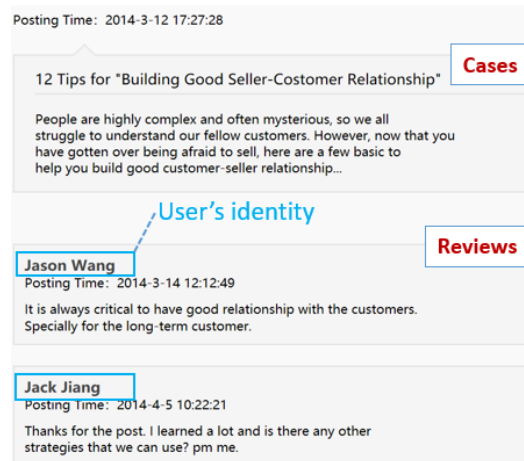 Posting Time: 2014-3-12 17:27:28
Cases
12 Tips for "Building Good Seller-Costomer Relationship"
People are highly complex and often mysterious, so we all
struggle to understand our fellow customers. However, now that you
have gotten over being afraid to sell, here are a few basic to
help you build good customer-seller relationship...
User's identity
Reviews
Jason Wang
Posting Time: 2014-3-14 12:12:49
It is always critical to have good relationship with the customers.
Specially for the long-term customer.
Jack Jiang
Posting Time: 2014-4-5 10:22:21
Thanks for the post. I learned a lot and is there any other
strategies that we can use? pm me.